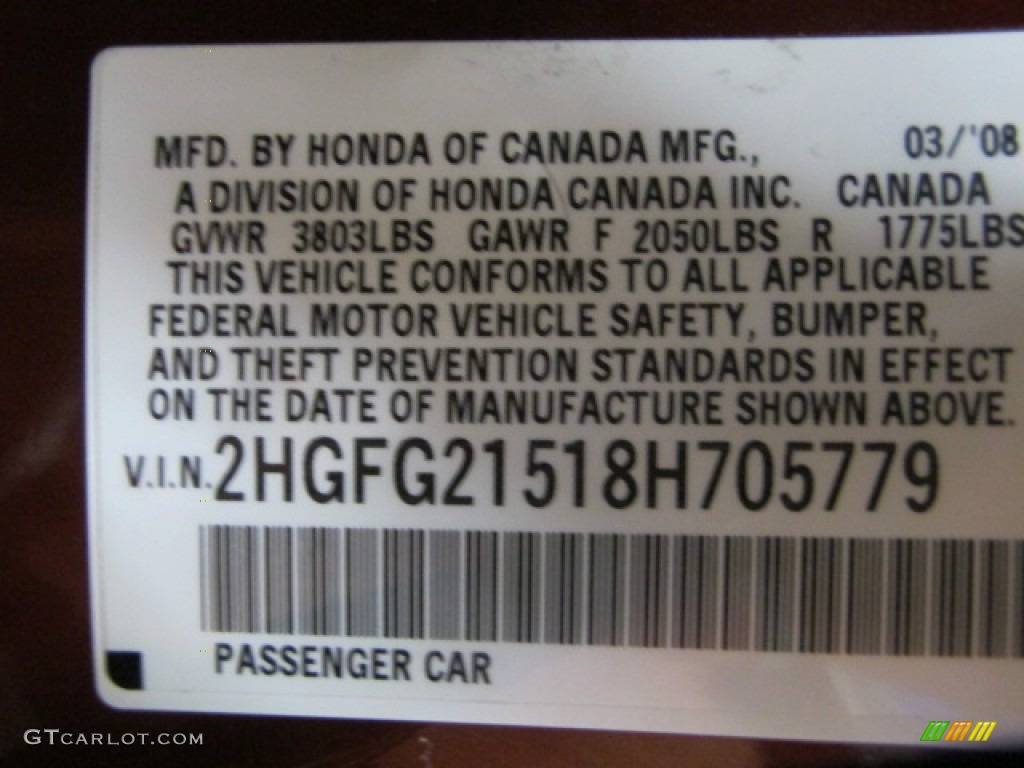 MFD. BY HONDA OF CANADA MFG., 03/'08
A DIVISION OF HONDA CANADA INC. CANADA
GVWR 3803LBS GAWR F 2050LBS R 1775LBS
THIS VEHICLE CONFORMS TO ALL APPLICABLE
FEDERAL MOTOR VEHICLE SAFETY, BUMPER,
AND THEFT PREVENTION STANDARDS IN EFFECT
ON THE DATE OF MANUFACTURE SHOWN ABOVE.
V.I.N. 2HGFG21518H705779
PASSENGER CAR
GTCARLOT.COM